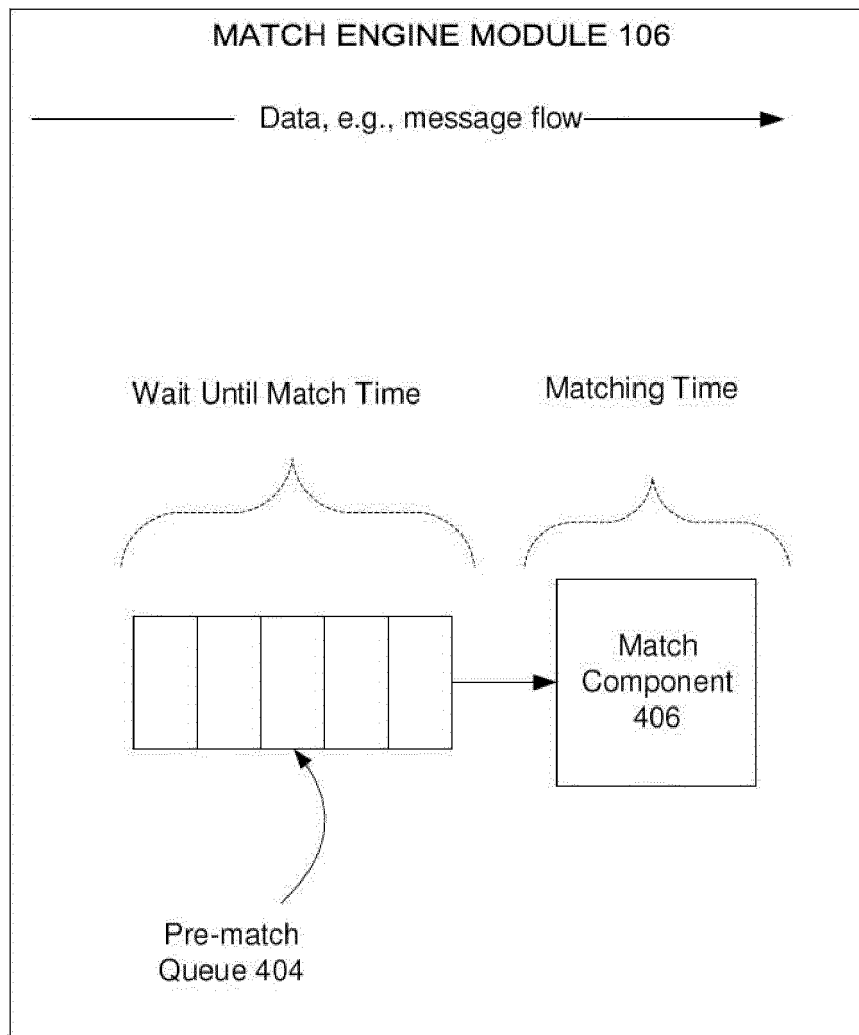 MATCH ENGINE MODULE 106
Data, e.g., message flow
Wait Until Match Time
Matching Time
Match
Component
406
Pre-match
Queue 404